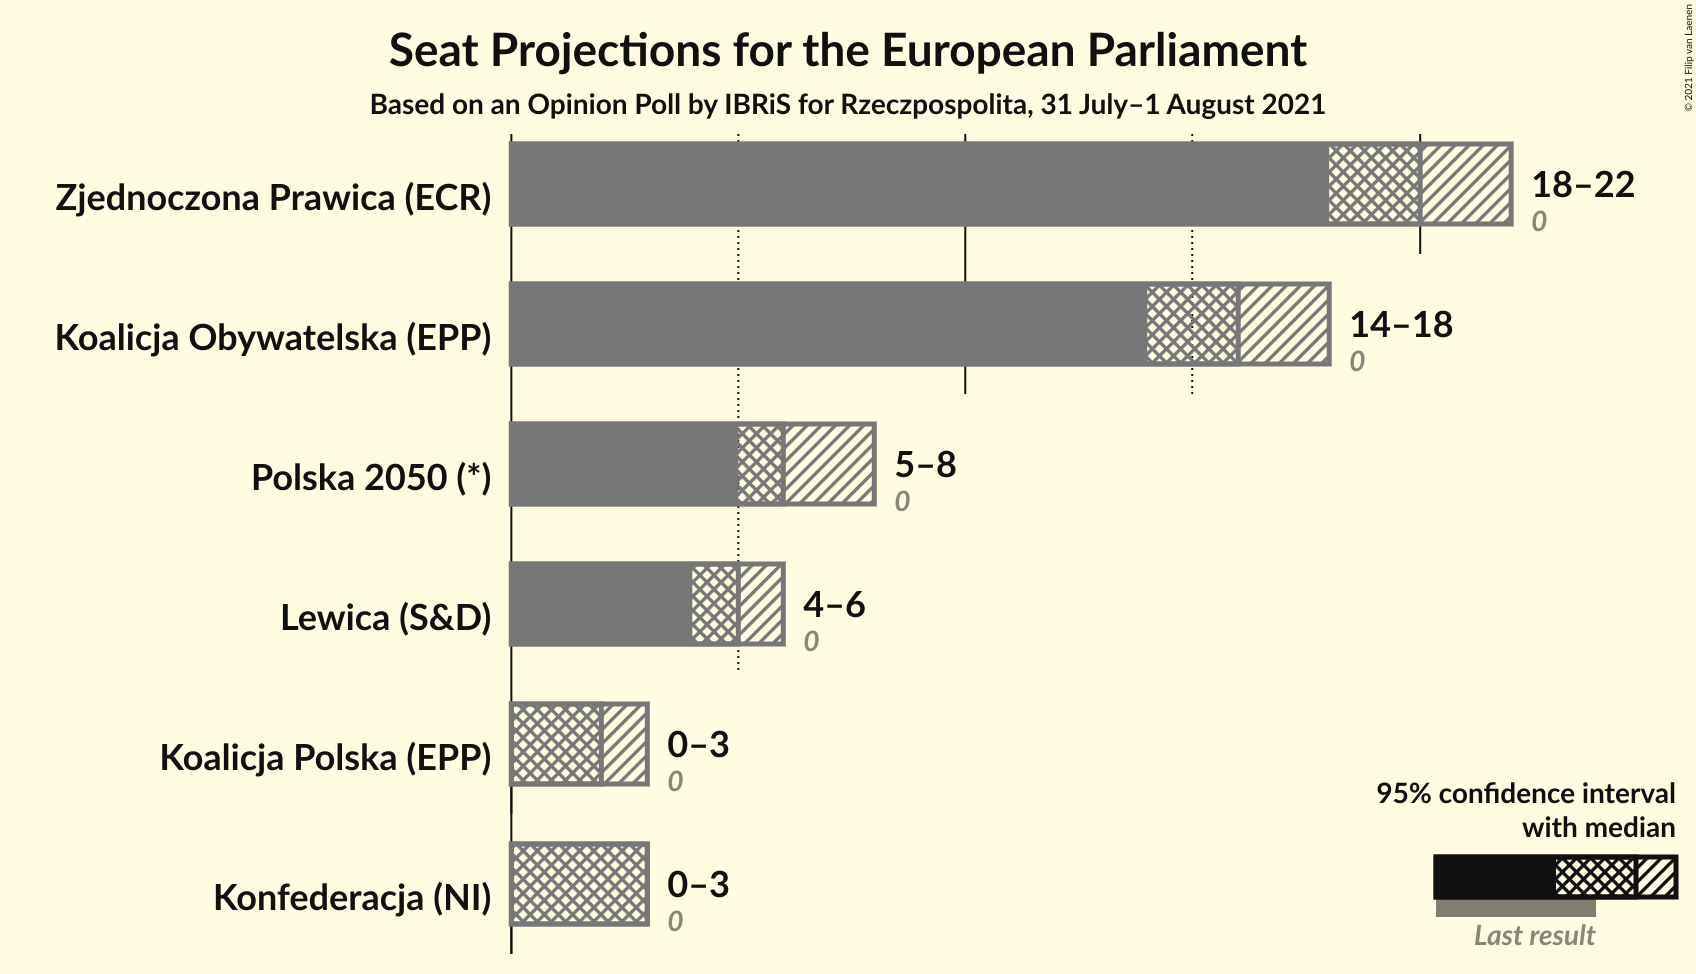 Seat Projections for the European Parliament
Based on an Opinion Poll by IBRiS for Rzeczpospolita, 31 July–1 August 2021
© 2021 Filip van Laenen
Zjednoczona Prawica (ECR)
18–22
0
Koalicja Obywatelska (EPP)
14–18
0
Polska 2050 (*)
5–8
0
Lewica (S&D)
4–6
0
Koalicja Polska (EPP)
0–3
0
Konfederacja (NI)
0–3
0
95% confidence interval
with median
Last result